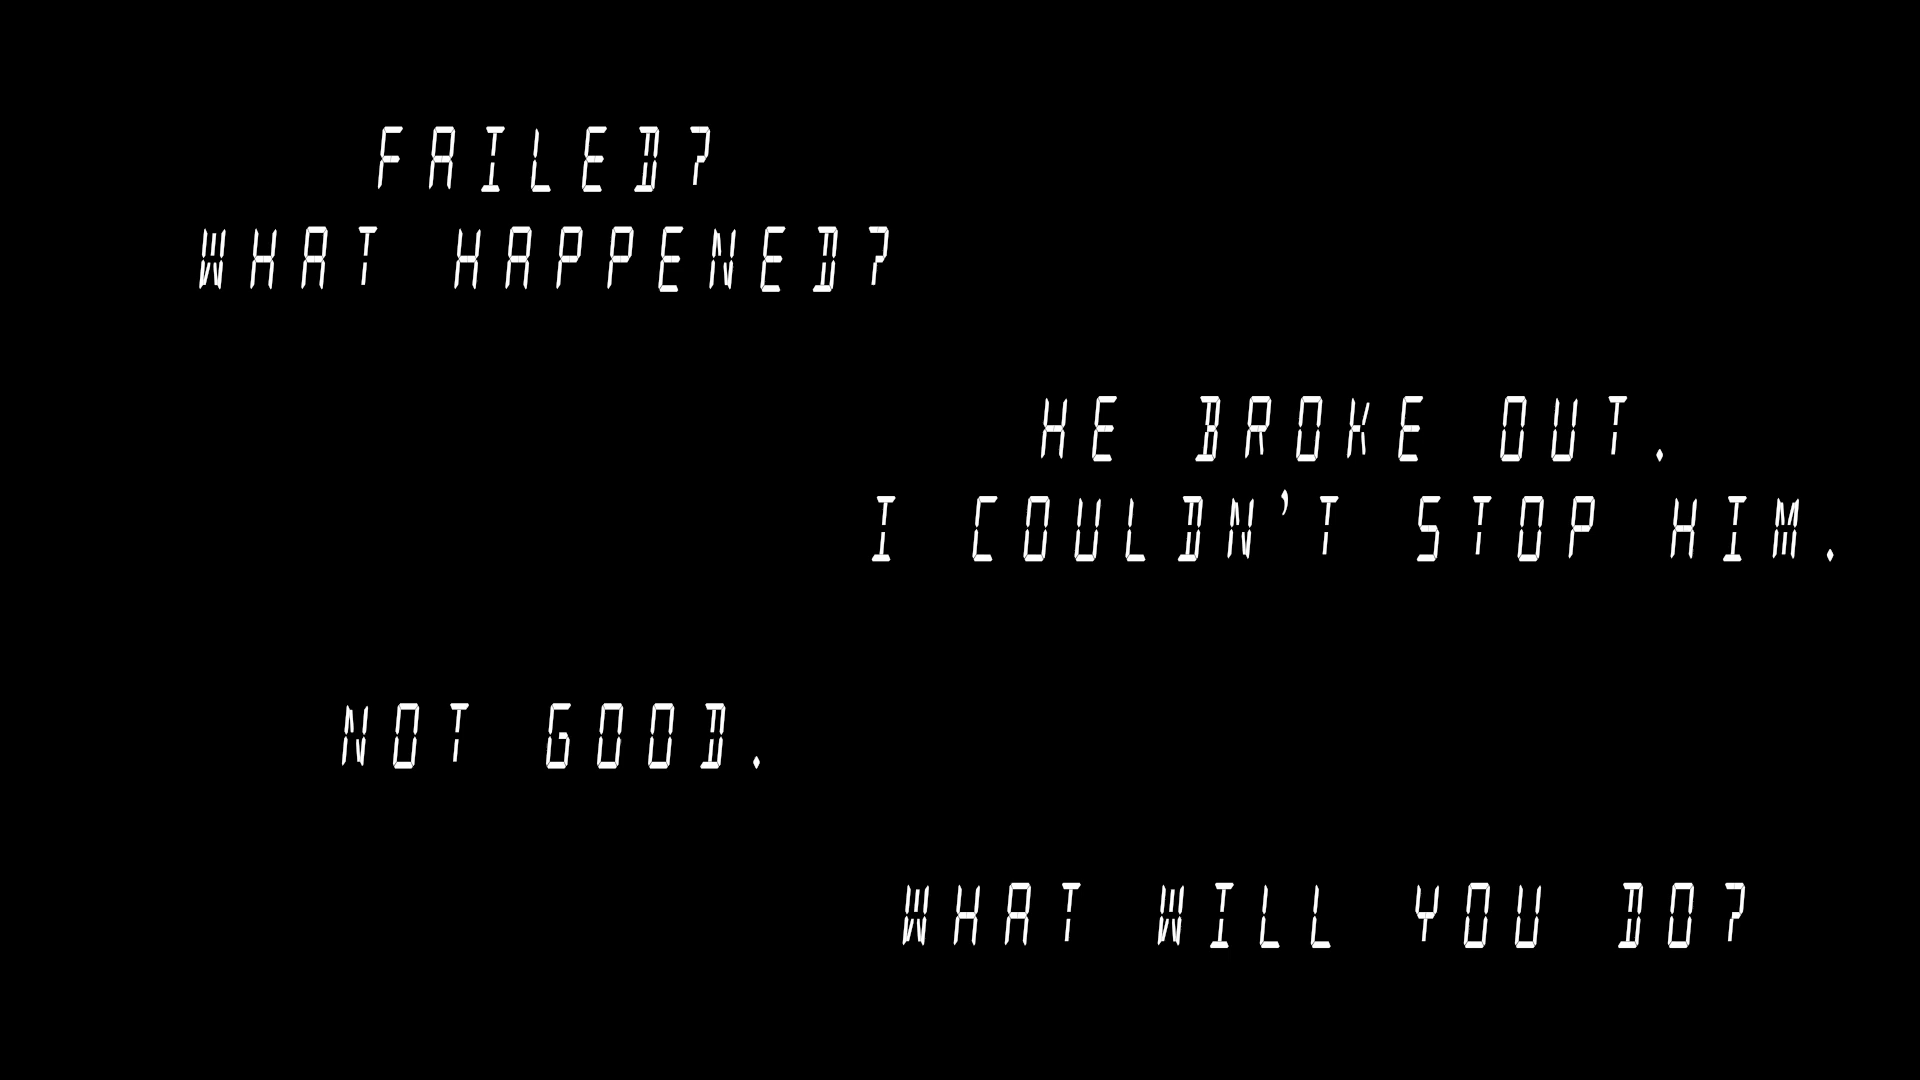 FAILED?
WHAT HAPPENED?
HE BROKE OUT.
I COULDN'T STOP HIM.
NOT GOOD.
WHAT WILL YOU DO?